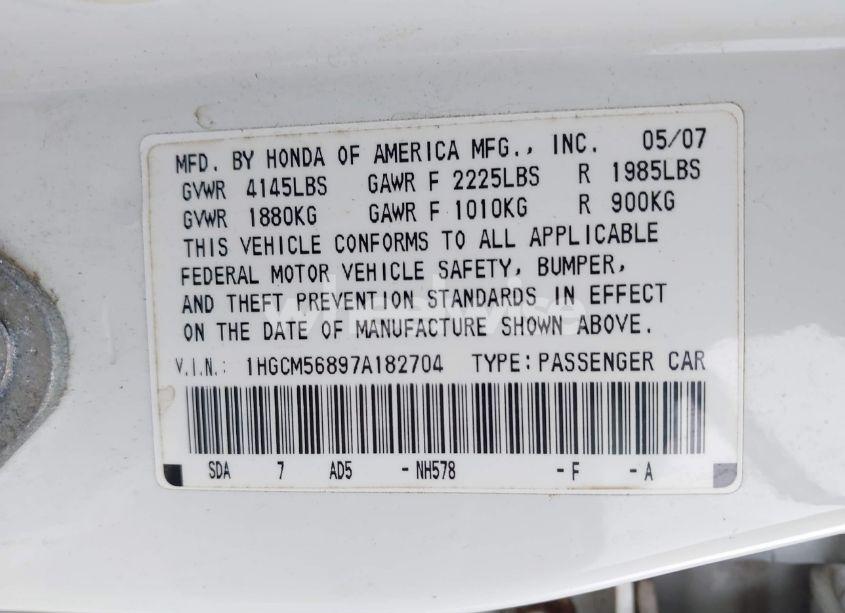 MFD. BY HONDA OF AMERICA MFG., INC. 05/07
GVWR 4145LBS GAWR F 2225LBS R 1985LBS
GVWR 1880KG GAWR F 1010KG R 900KG
THIS VEHICLE CONFORMS TO ALL APPLICABLE
FEDERAL MOTOR VEHICLE SAFETY, BUMPER,
AND THEFT PREVENTION STANDARDS IN EFFECT
ON THE DATE OF MANUFACTURE SHOWN ABOVE.
V.I.N.: 1HGCM56897A182704 TYPE: PASSENGER CAR
SDA 7 AD5 -NH578 -F -A